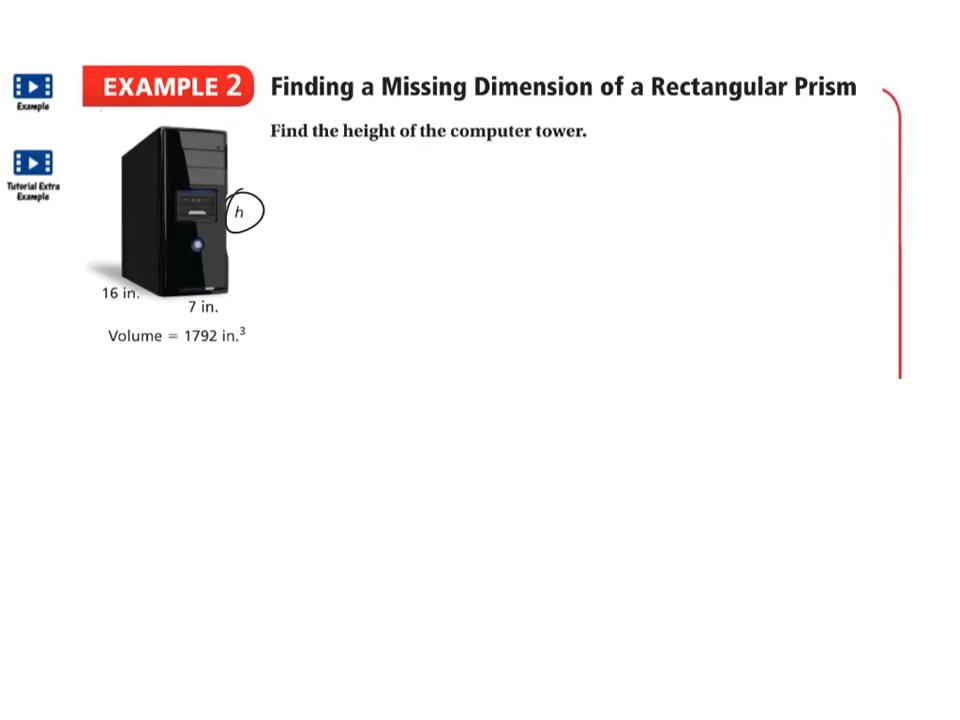 EXAMPLE 2
Finding a Missing Dimension of a Rectangular Prism
Example
Find the height of the computer tower.
Tutorial Extra
Example
h
16 in.
7 in.
Volume = 1792 in.³